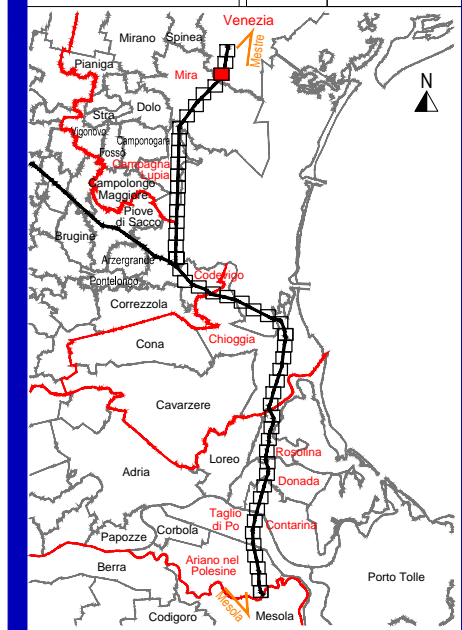 Venezia
Mirano
Spinea
Mestre
Pianiga
Mira
N
Dolo
Stra
Vigonovo
Camponogara
Fossò
Campagna
Lupia
Campolongo
Maggiore
Piove
di Sacco
Brugine
Arzergrande
Codevigo
Pontelongo
Correzzola
Chioggia
Cona
Cavarzere
Loreo
Rosolina
Adria
Donada
Taglio
di Po
Contarina
Corbola
Papozze
Ariano nel
Polesine
Berra
Porto Tolle
Mesola
Mesola
Codigoro